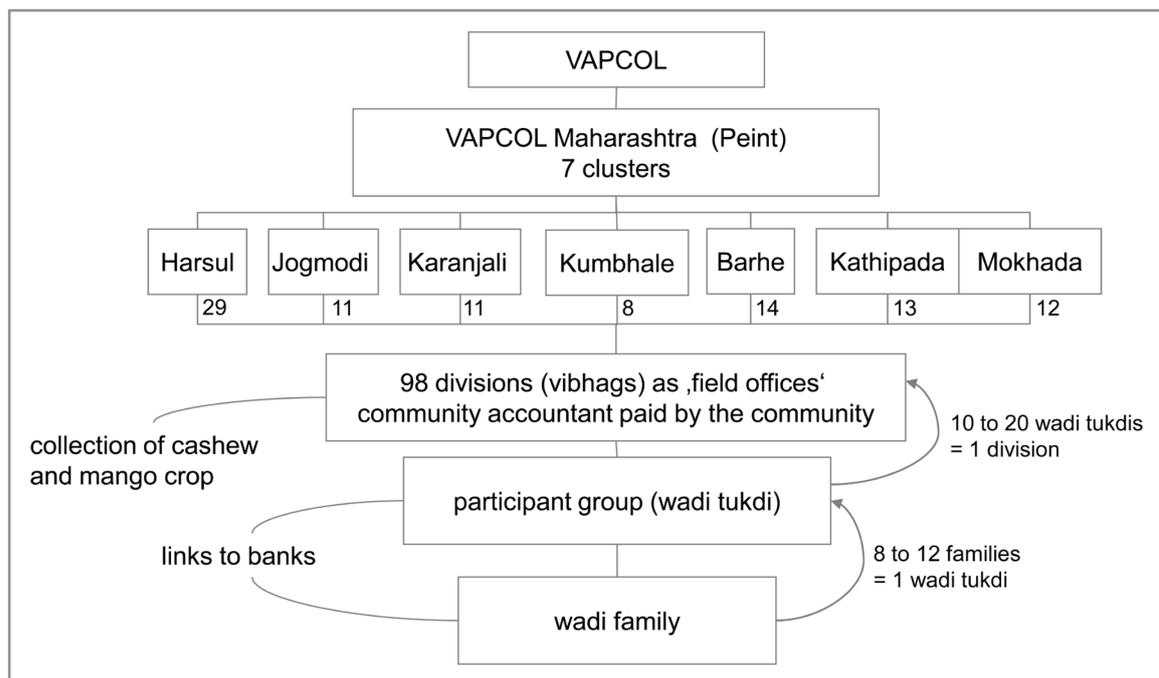 VAPCOL
VAPCOL Maharashtra (Peint)
7 clusters
Harsul
Jogmodi
Karanjali
Kumbhale
Barhe
Kathipada
Mokhada
29
11
11
8
14
13
12
98 divisions (vibhags) as ‚field offices‘
community accountant paid by the community
collection of cashew
and mango crop
10 to 20 wadi tukdis
= 1 division
participant group (wadi tukdi)
links to banks
8 to 12 families
= 1 wadi tukdi
wadi family